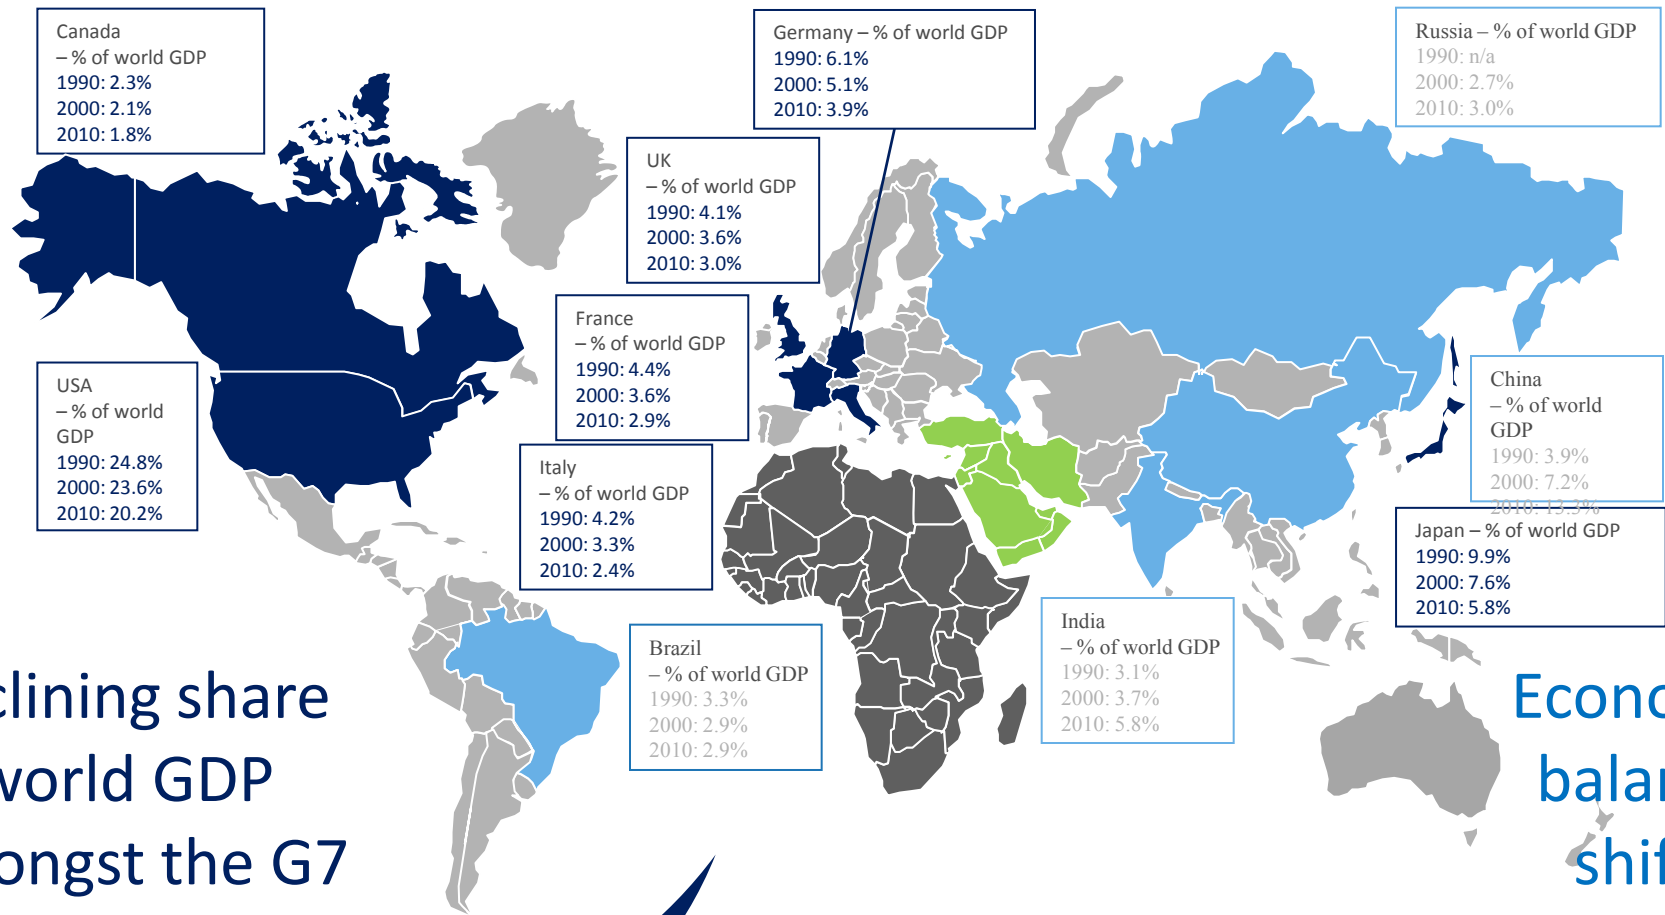 Canada
– % of world GDP
1990: 2.3%
2000: 2.1%
2010: 1.8%
Germany – % of world GDP
1990: 6.1%
2000: 5.1%
2010: 3.9%
Russia – % of world GDP
1990: n/a
2000: 2.7%
2010: 3.0%
UK
– % of world GDP
1990: 4.1%
2000: 3.6%
2010: 3.0%
France
– % of world GDP
1990: 4.4%
2000: 3.6%
2010: 2.9%
USA
– % of world
GDP
1990: 24.8%
2000: 23.6%
2010: 20.2%
China
– % of world
GDP
1990: 3.9%
2000: 7.2%
2010: 13.3%
Italy
– % of world GDP
1990: 4.2%
2000: 3.3%
2010: 2.4%
Japan – % of world GDP
1990: 9.9%
2000: 7.6%
2010: 5.8%
India
– % of world GDP
1990: 3.1%
2000: 3.7%
2010: 5.8%
Brazil
– % of world GDP
1990: 3.3%
2000: 2.9%
2010: 2.9%
clining share
world GDP
ongst the G7
Econo
balan
shif